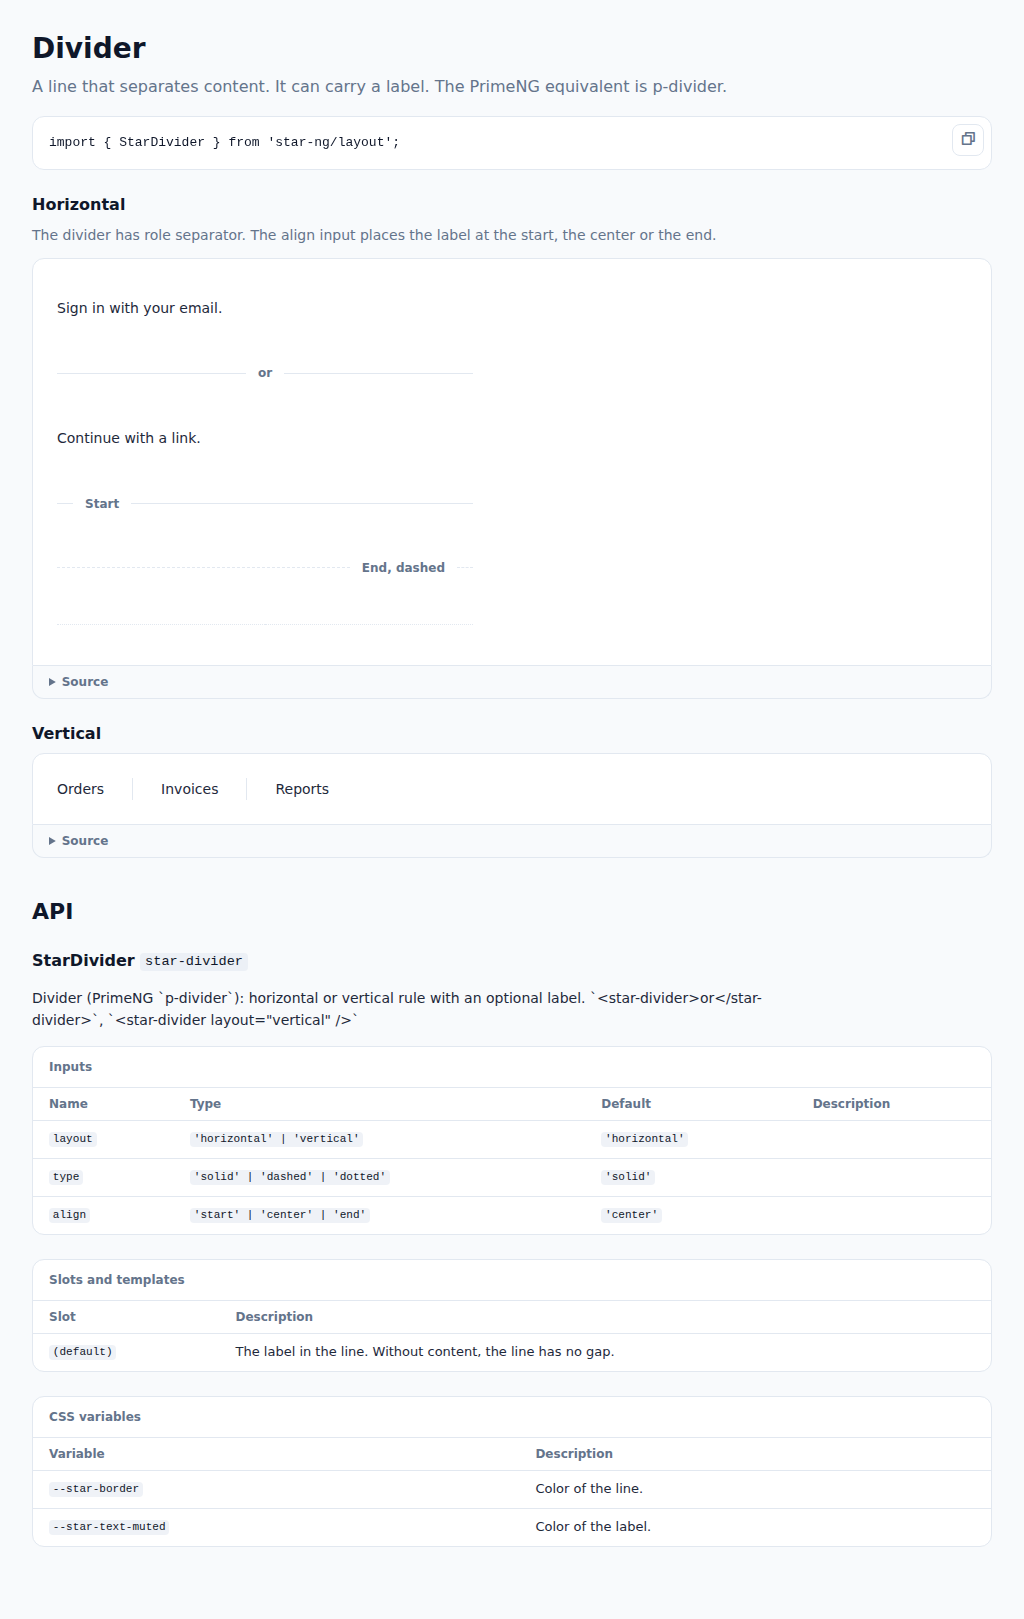 Divider
A line that separates content. It can carry a label. The PrimeNG equivalent is p-divider.
import { StarDivider } from 'star-ng/layout';
Horizontal
The divider has role separator. The align input places the label at the start, the center or the end.
Sign in with your email.
or
Continue with a link.
Start
End, dashed
Source
Vertical
Orders Invoices Reports
Source
API
StarDivider star-divider
Divider (PrimeNG `p-divider`): horizontal or vertical rule with an optional label. `<star-divider>or</star-
divider>`, `<star-divider layout="vertical" />`
Inputs
Name Type Default Description
layout 'horizontal' | 'vertical' 'horizontal'
type 'solid' | 'dashed' | 'dotted' 'solid'
align 'start' | 'center' | 'end' 'center'
Slots and templates
Slot Description
(default) The label in the line. Without content, the line has no gap.
CSS variables
Variable Description
--star-border Color of the line.
--star-text-muted Color of the label.